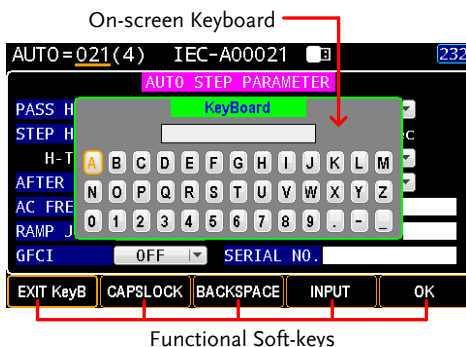 On-screen Keyboard
AUTO=021(4) IEC-A00021 232
AUTO STEP PARAMETER
KeyBoard
PASS H
STEP H
H-T
AFTER
AC FRE
RAMP J
A B C D E F G H I J K L M
N O P Q R S T U V W X Y Z
0 1 2 3 4 5 6 7 8 9 . - _
GFCI OFF SERIAL NO.
EXIT KeyB CAPSLOCK BACKSPACE INPUT OK
Functional Soft-keys